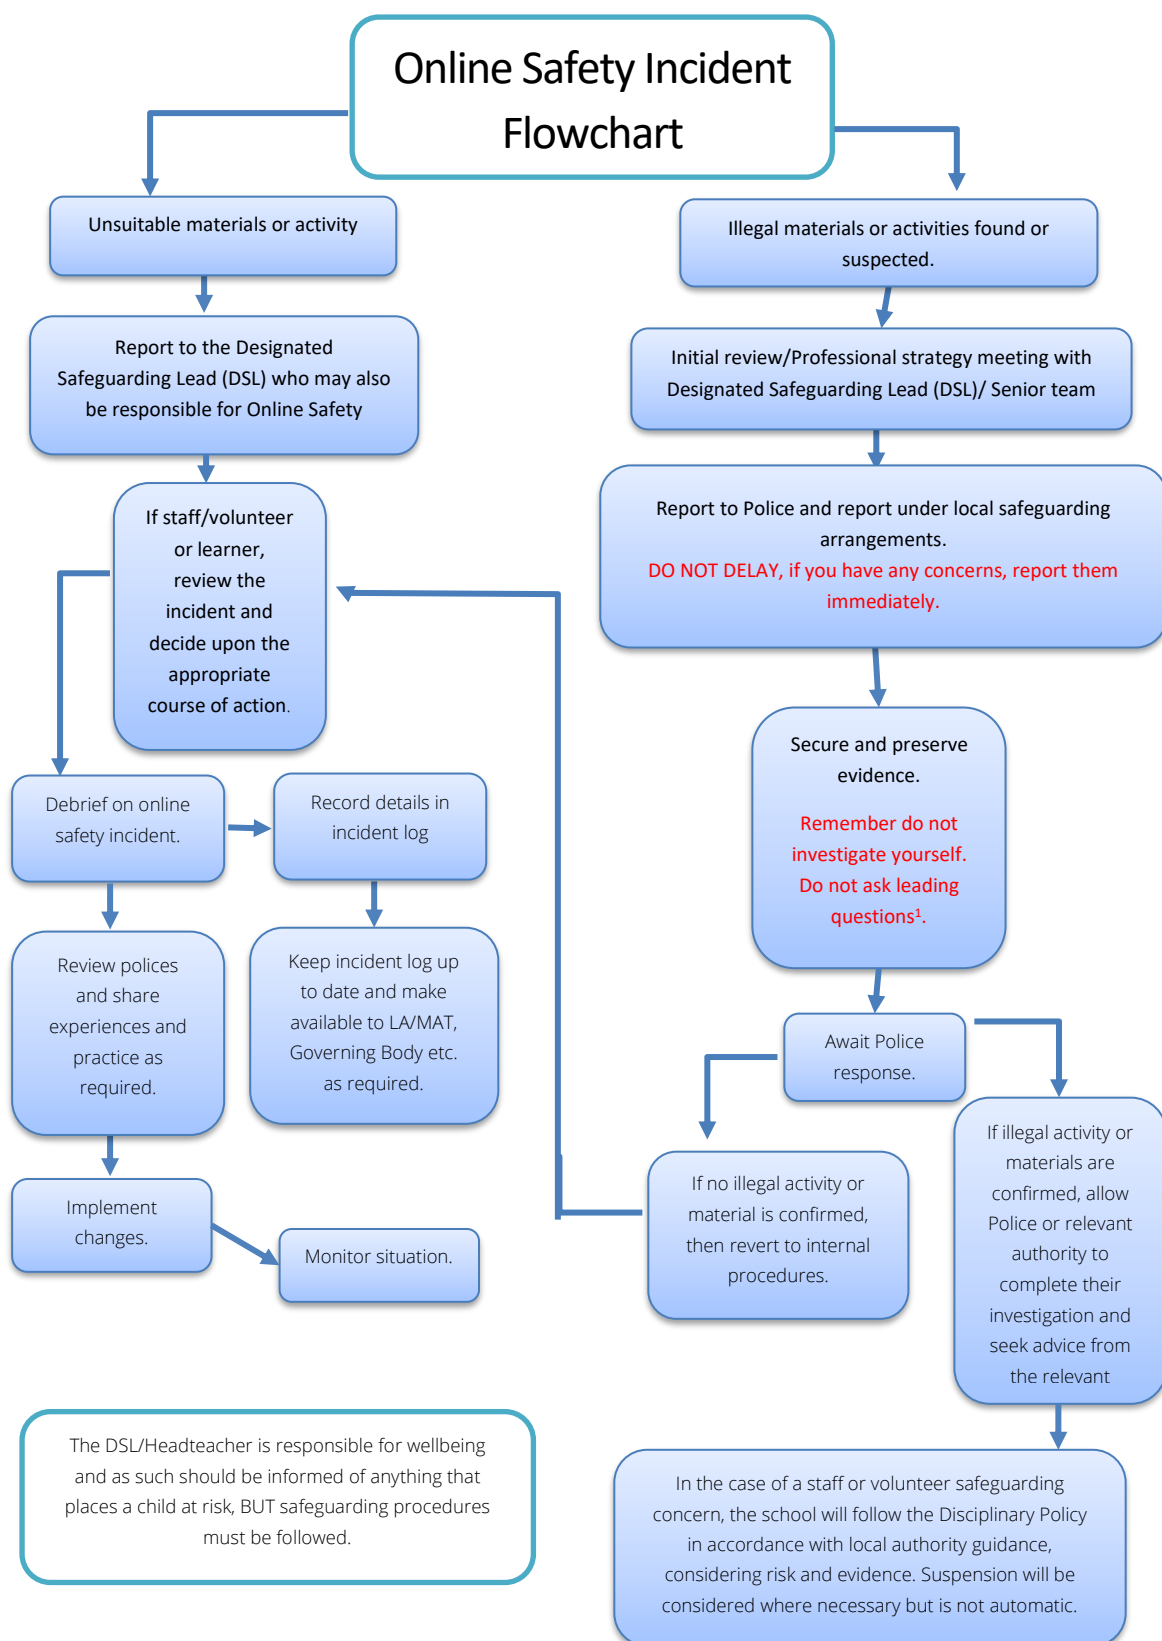 Online Safety Incident
Flowchart
Unsuitable materials or activity
Report to the Designated
Safeguarding Lead (DSL) who may also
be responsible for Online Safety
If staff/volunteer
or learner,
review the
incident and
decide upon the
appropriate
course of action.
Debrief on online
safety incident.
Record details in
incident log
Review polices
and share
experiences and
practice as
required.
Keep incident log up
to date and make
available to LA/MAT,
Governing Body etc.
as required.
Implement
changes.
Monitor situation.
Illegal materials or activities found or
suspected.
Initial review/Professional strategy meeting with
Designated Safeguarding Lead (DSL)/ Senior team
Report to Police and report under local safeguarding
arrangements.
DO NOT DELAY, if you have any concerns, report them
immediately.
Secure and preserve
evidence.
Remember do not
investigate yourself.
Do not ask leading
questions¹.
Await Police
response.
If no illegal activity or
material is confirmed,
then revert to internal
procedures.
If illegal activity or
materials are
confirmed, allow
Police or relevant
authority to
complete their
investigation and
seek advice from
the relevant
In the case of a staff or volunteer safeguarding
concern, the school will follow the Disciplinary Policy
in accordance with local authority guidance,
considering risk and evidence. Suspension will be
considered where necessary but is not automatic.
The DSL/Headteacher is responsible for wellbeing
and as such should be informed of anything that
places a child at risk, BUT safeguarding procedures
must be followed.